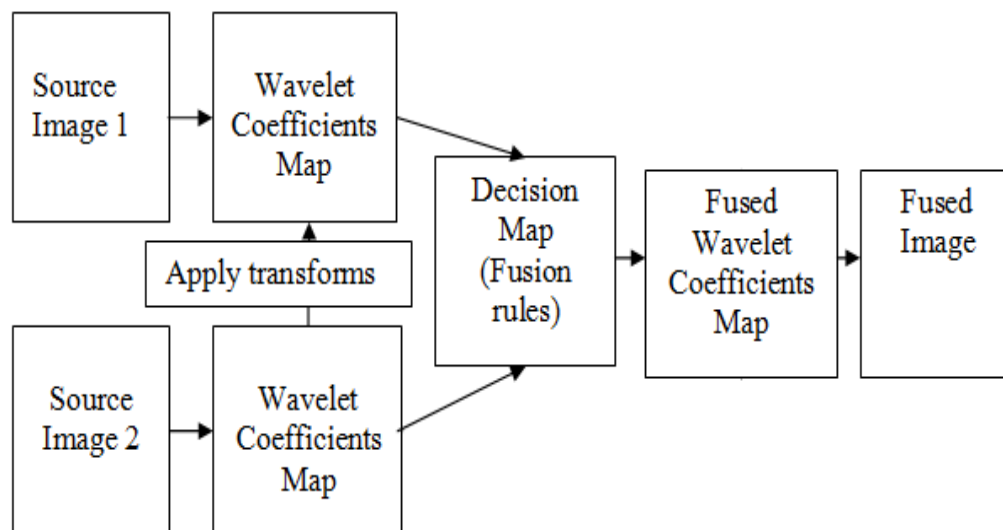 Source
Image 1
Wavelet
Coefficients
Map
Decision
Map
(Fusion
rules)
Fused
Wavelet
Coefficients
Map
Fused
Image
Apply transforms
Source
Image 2
Wavelet
Coefficients
Map